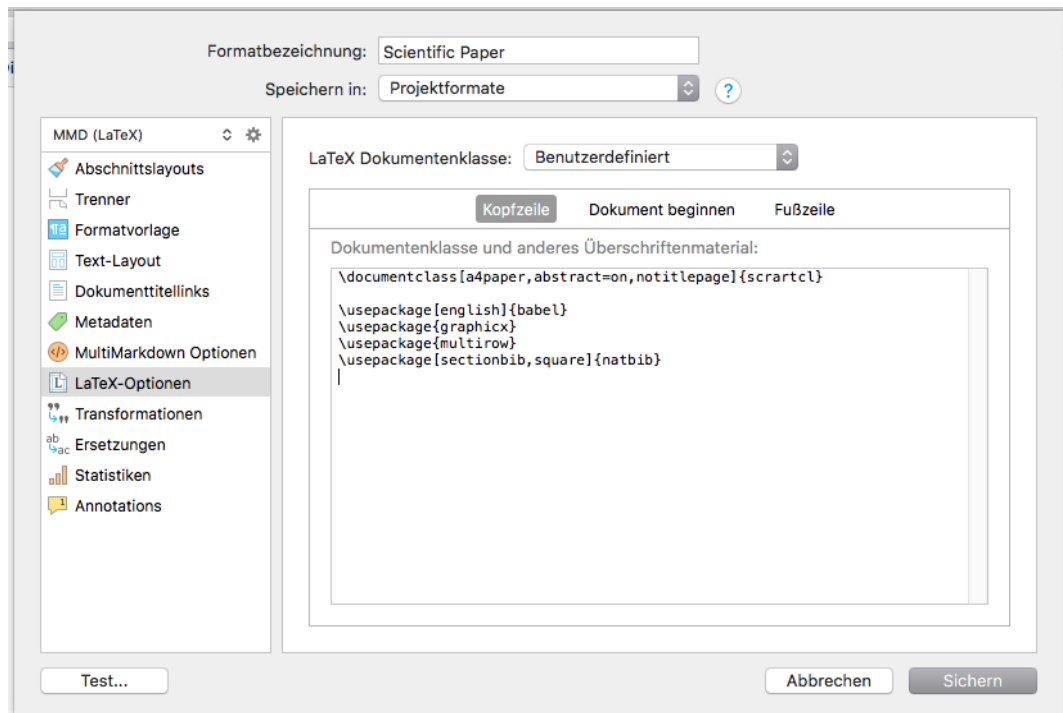 Formatbezeichnung: Scientific Paper
Speichern in: Projektformate ?
MMD (LaTeX)
Abschnittslayouts
Trenner
Formatvorlage
Text-Layout
Dokumenttitellinks
Metadaten
MultiMarkdown Optionen
LaTeX-Optionen
Transformationen
Ersetzungen
Statistiken
Annotations
LaTeX Dokumentenklasse: Benutzerdefiniert
Kopfzeile Dokument beginnen Fußzeile
Dokumentenklasse und anderes Überschriftenmaterial:
\documentclass[a4paper,abstract=on,notitlepage]{scrartcl}
\usepackage[english]{babel}
\usepackage{graphicx}
\usepackage{multirow}
\usepackage[sectionbib,square]{natbib}
Test... Abbrechen Sichern